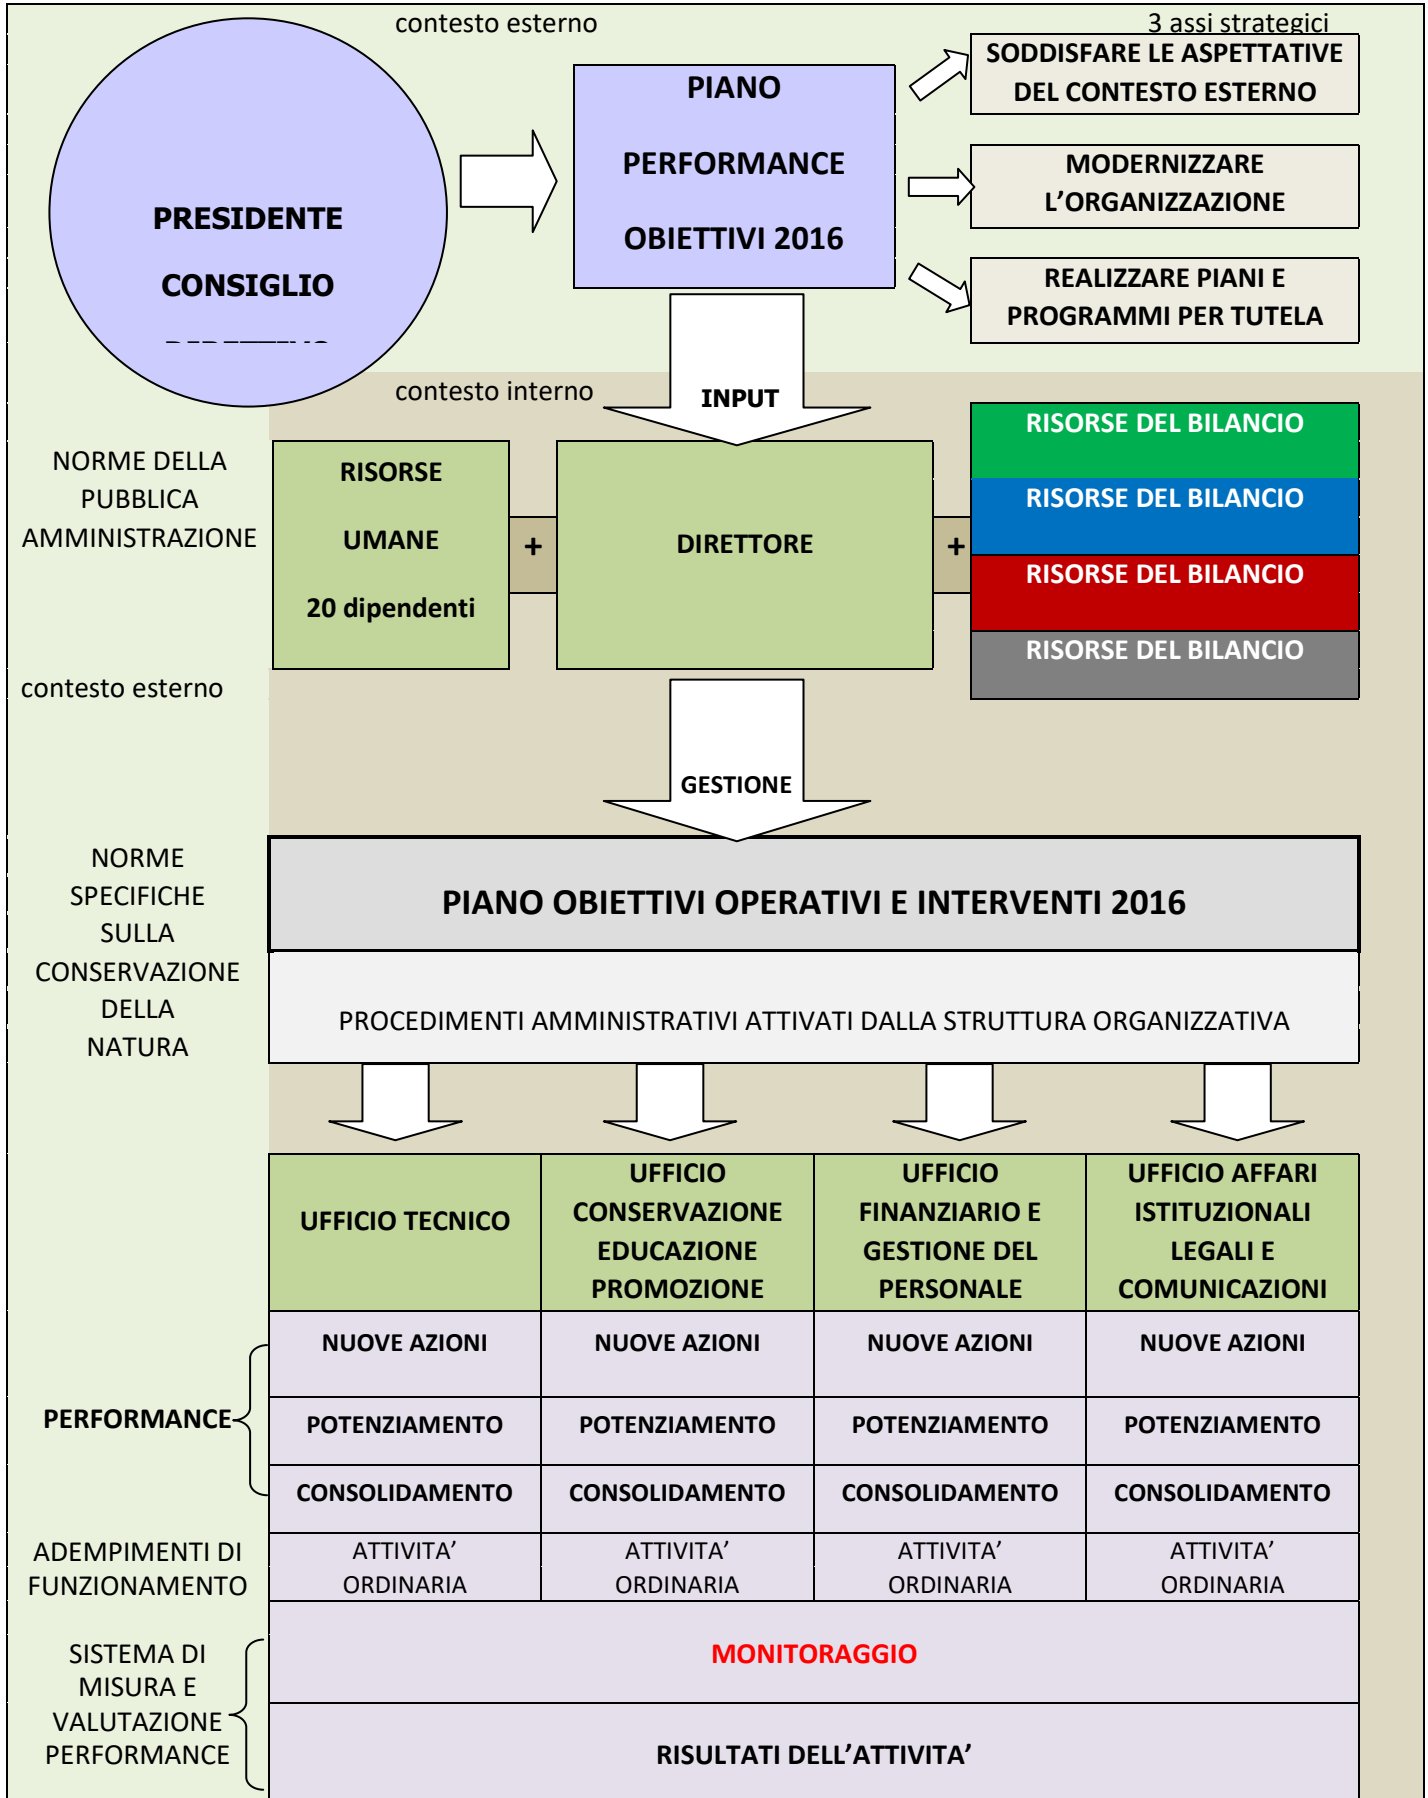 contesto esterno
3 assi strategici
PRESIDENTE
CONSIGLIO
PIANO
PERFORMANCE
OBIETTIVI 2016
SODDISFARE LE ASPETTATIVE
DEL CONTESTO ESTERNO
MODERNIZZARE
L’ORGANIZZAZIONE
REALIZZARE PIANI E
PROGRAMMI PER TUTELA
contesto interno
INPUT
NORME DELLA
PUBBLICA
AMMINISTRAZIONE
RISORSE
UMANE
20 dipendenti
+
DIRETTORE
+
RISORSE DEL BILANCIO
RISORSE DEL BILANCIO
RISORSE DEL BILANCIO
RISORSE DEL BILANCIO
contesto esterno
GESTIONE
NORME
SPECIFICHE
SULLA
CONSERVAZIONE
DELLA
NATURA
PIANO OBIETTIVI OPERATIVI E INTERVENTI 2016
PROCEDIMENTI AMMINISTRATIVI ATTIVATI DALLA STRUTTURA ORGANIZZATIVA
UFFICIO TECNICO
UFFICIO
CONSERVAZIONE
EDUCAZIONE
PROMOZIONE
UFFICIO
FINANZIARIO E
GESTIONE DEL
PERSONALE
UFFICIO AFFARI
ISTITUZIONALI
LEGALI E
COMUNICAZIONI
PERFORMANCE
NUOVE AZIONI
NUOVE AZIONI
NUOVE AZIONI
NUOVE AZIONI
POTENZIAMENTO
POTENZIAMENTO
POTENZIAMENTO
POTENZIAMENTO
CONSOLIDAMENTO
CONSOLIDAMENTO
CONSOLIDAMENTO
CONSOLIDAMENTO
ADEMPIMENTI DI
FUNZIONAMENTO
ATTIVITA’
ORDINARIA
ATTIVITA’
ORDINARIA
ATTIVITA’
ORDINARIA
ATTIVITA’
ORDINARIA
SISTEMA DI
MISURA E
VALUTAZIONE
PERFORMANCE
MONITORAGGIO
RISULTATI DELL’ATTIVITA’